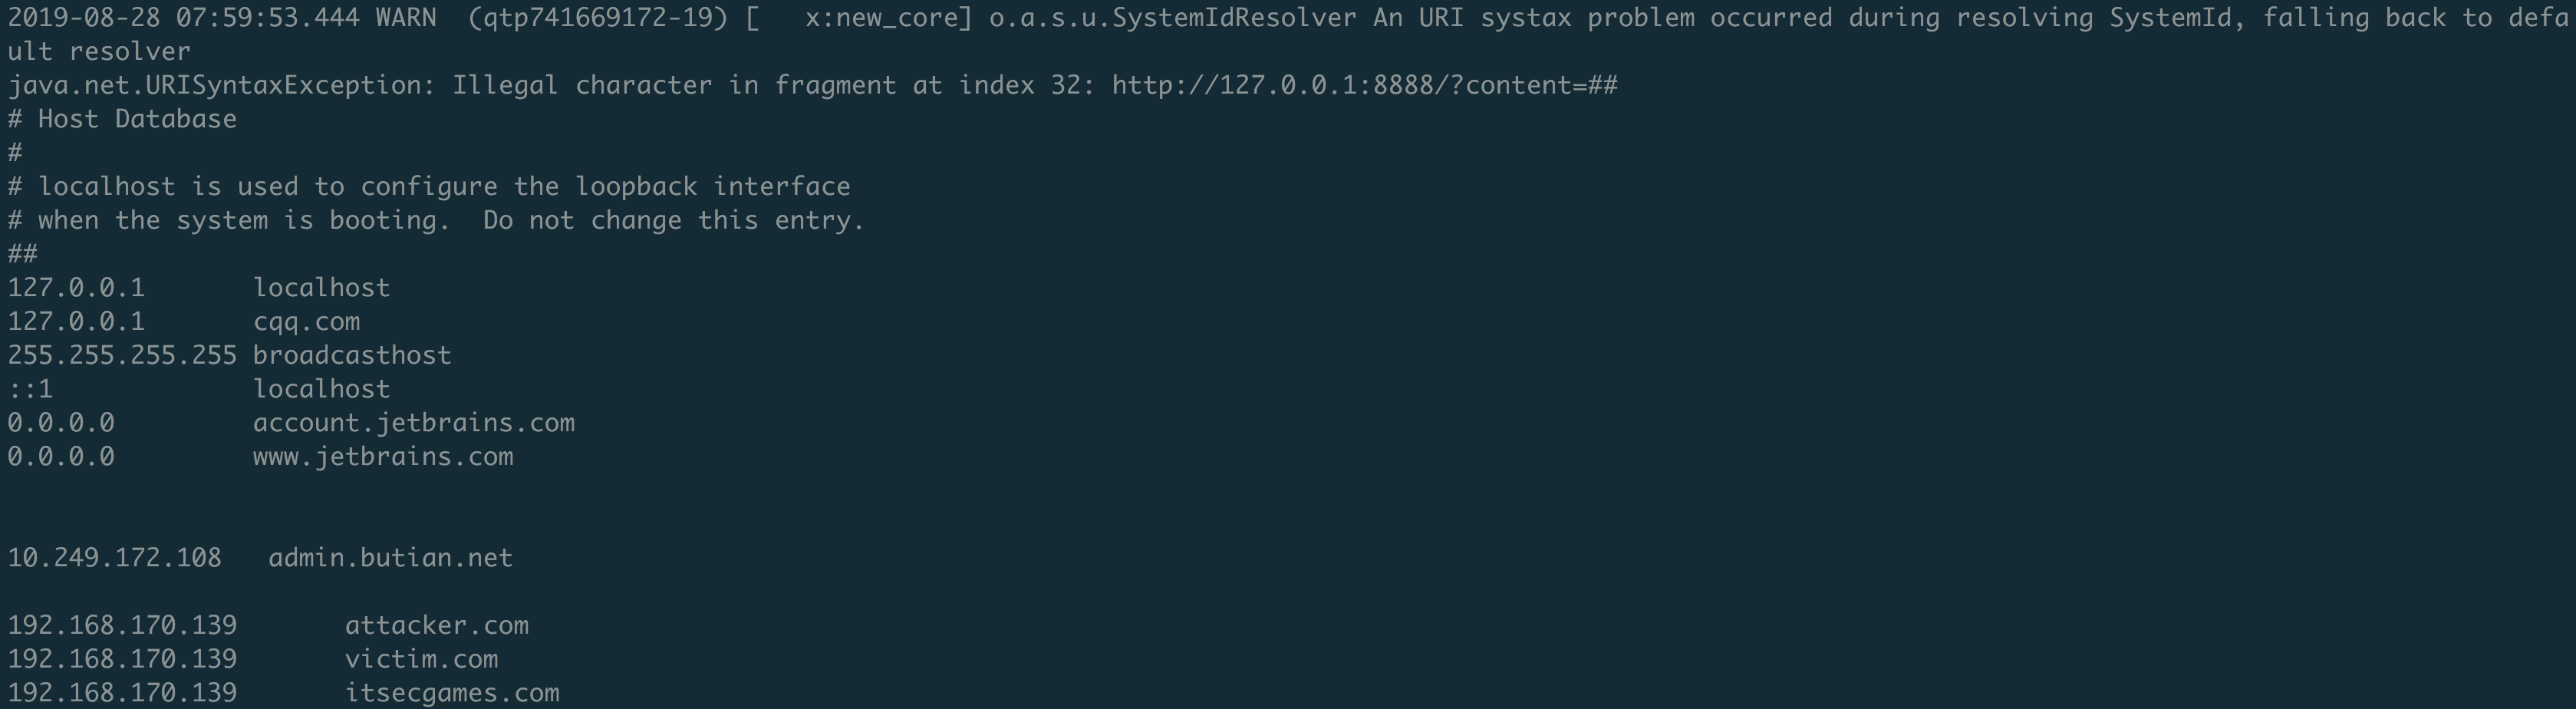 2019-08-28 07:59:53.444 WARN  (qtp741669172-19) [   x:new_core] o.a.s.u.SystemIdResolver An URI systax problem occurred during resolving SystemId, falling back to defa
ult resolver
java.net.URISyntaxException: Illegal character in fragment at index 32: http://127.0.0.1:8888/?content=##
# Host Database
#
# localhost is used to configure the loopback interface
# when the system is booting.  Do not change this entry.
##
127.0.0.1       localhost
127.0.0.1       cqq.com
255.255.255.255 broadcasthost
::1             localhost
0.0.0.0         account.jetbrains.com
0.0.0.0         www.jetbrains.com
10.249.172.108   admin.butian.net
192.168.170.139       attacker.com
192.168.170.139       victim.com
192.168.170.139       itsecgames.com